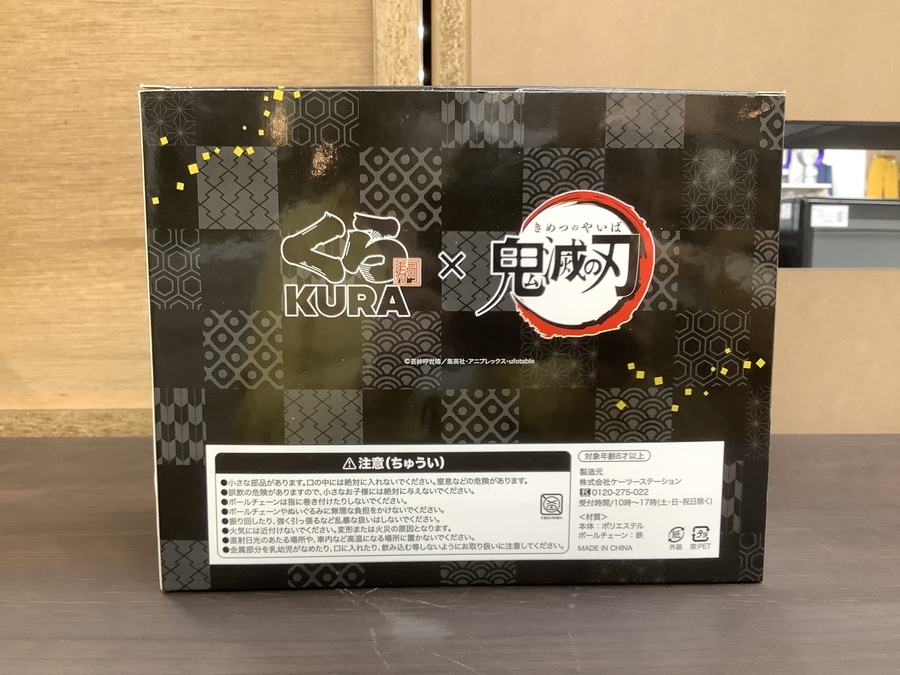 くら寿司
KURA
×
きめつのやいば
鬼滅の刃
©吾峠呼世晴／集英社・アニプレックス・ufotable
⚠注意(ちゅうい)
●小さな部品があります。口の中には絶対に入れないでください。窒息などの危険があります。
●誤飲の危険がありますので、小さなお子様には絶対に与えないでください。
●ボールチェーンは指に巻き付けたりしないでください。
●ボールチェーンやぬいぐるみに無理な負担をかけないでください。
●振り回したり、強く引っ張るなど乱暴な扱いはしないでください。
●火気には近付けないでください。変形または火災の原因となります。
●直射日光のあたる場所や、車内など高温になる場所に置かないでください。
●金属部分を乳幼児がなめたり、口に入れたり、飲み込む等しないようにお取り扱いに注意してください。
対象年齢8才以上
製造元
株式会社ケーツーステーション
0120-275-022
受付時間/10時～17時(土・日・祝日除く)
<材質>
本体：ポリエステル
ボールチェーン：鉄
MADE IN CHINA
紙
外装
プラ
窓:PET